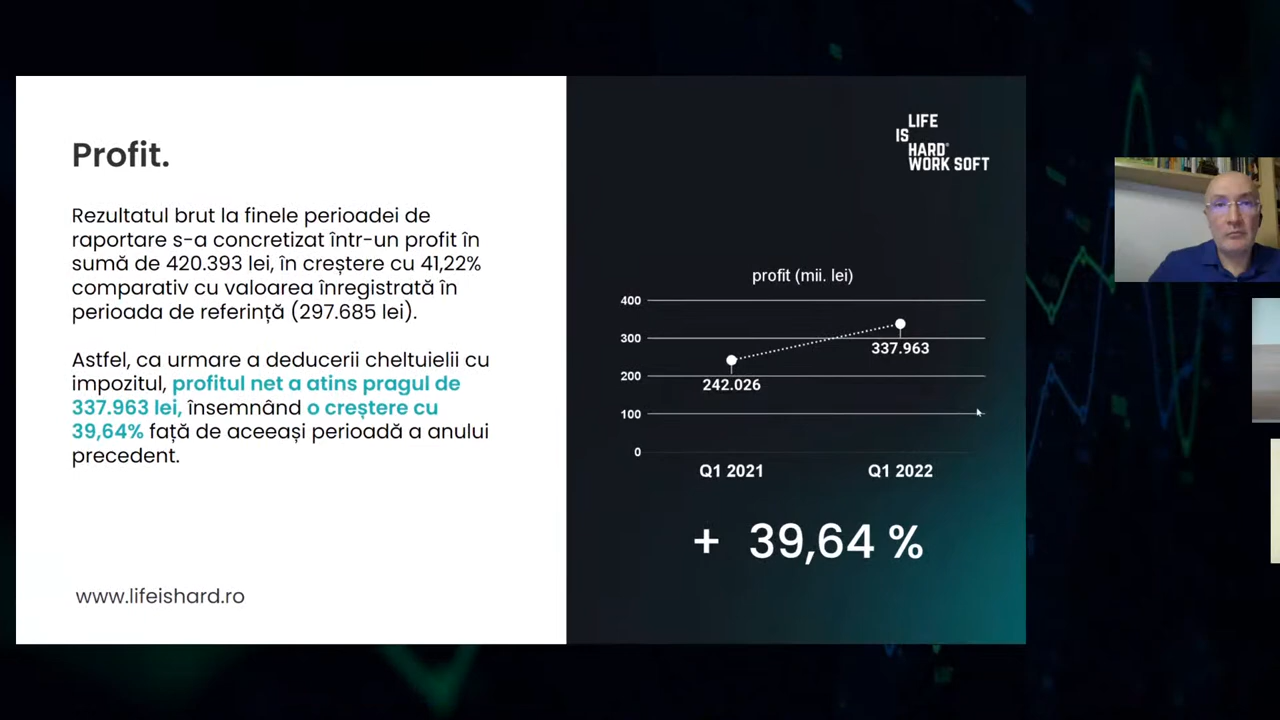 Profit.
Rezultatul brut la finele perioadei de
raportare s-a concretizat într-un profit în
sumă de 420.393 lei, în creștere cu 41,22%
comparativ cu valoarea înregistrată în
perioada de referință (297.685 lei).
Astfel, ca urmare a deducerii cheltuielii cu
impozitul, profitul net a atins pragul de
337.963 lei, însemnând o creștere cu
39,64% față de aceeași perioadă a anului
precedent.
www.lifeishard.ro
LIFE
IS
HARD®
WORK SOFT
profit (mii. lei)
400
300
337.963
200
242.026
100
0
Q1 2021 Q1 2022
+ 39,64 %